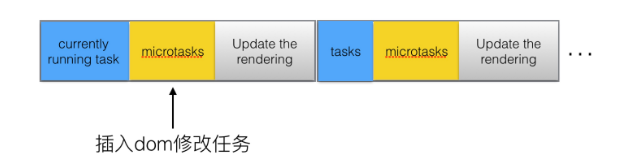 currently
running task
microtasks
Update the
rendering
tasks
microtasks
Update the
rendering
...
插入dom修改任务